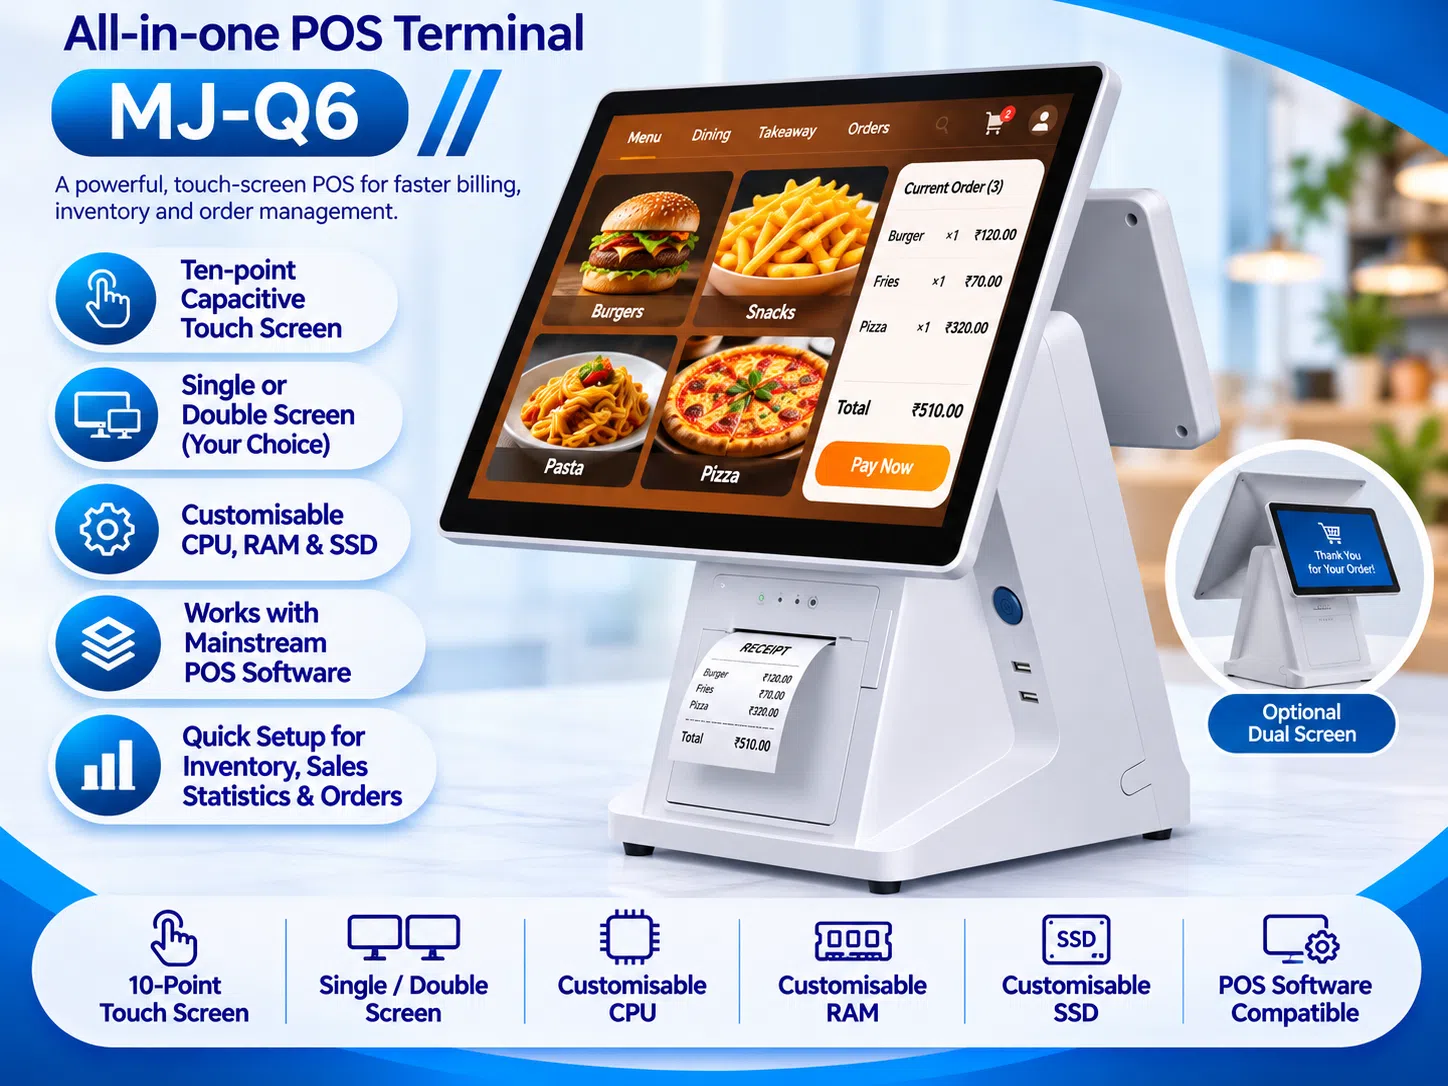 All-in-one POS Terminal
MJ-Q6
A powerful, touch-screen POS for faster billing,
inventory and order management.
Ten-point
Capacitive
Touch Screen
Single or
Double Screen
(Your Choice)
Customisable
CPU, RAM & SSD
Works with
Mainstream
POS Software
Quick Setup for
Inventory, Sales
Statistics & Orders
Menu Dining Takeaway Orders 2
Burgers
Snacks
Pasta
Pizza
Current Order (3)
Burger ×1 ₹120.00
Fries ×1 ₹70.00
Pizza ×1 ₹320.00
Total ₹510.00
Pay Now
RECEIPT
Burger ₹120.00
Fries ₹70.00
Pizza ₹320.00
Total ₹510.00
Thank You
for Your Order!
Optional
Dual Screen
10-Point
Touch Screen
Single / Double
Screen
Customisable
CPU
Customisable
RAM
SSD
Customisable
SSD
POS Software
Compatible